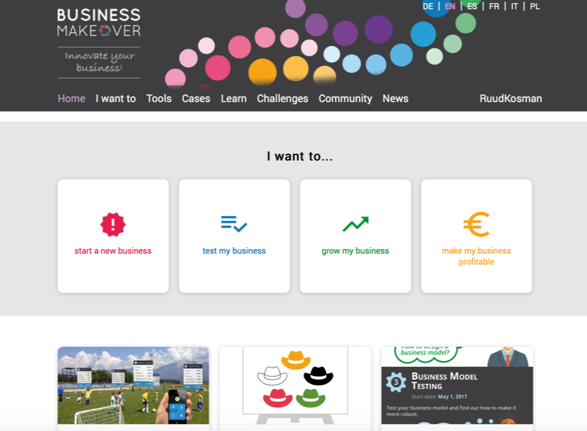 BUSINESS
MAKEOVER
Innovate your
business!
DE | EN | ES | FR | IT | PL
Home I want to Tools Cases Learn Challenges Community News RuudKosman
I want to...
start a new business
test my business
grow my business
make my business
profitable
How to design a
business model?
3
BUSINESS MODEL
TESTING
Start date: May 1, 2017
Test your business model and find out how to make it
more robust.